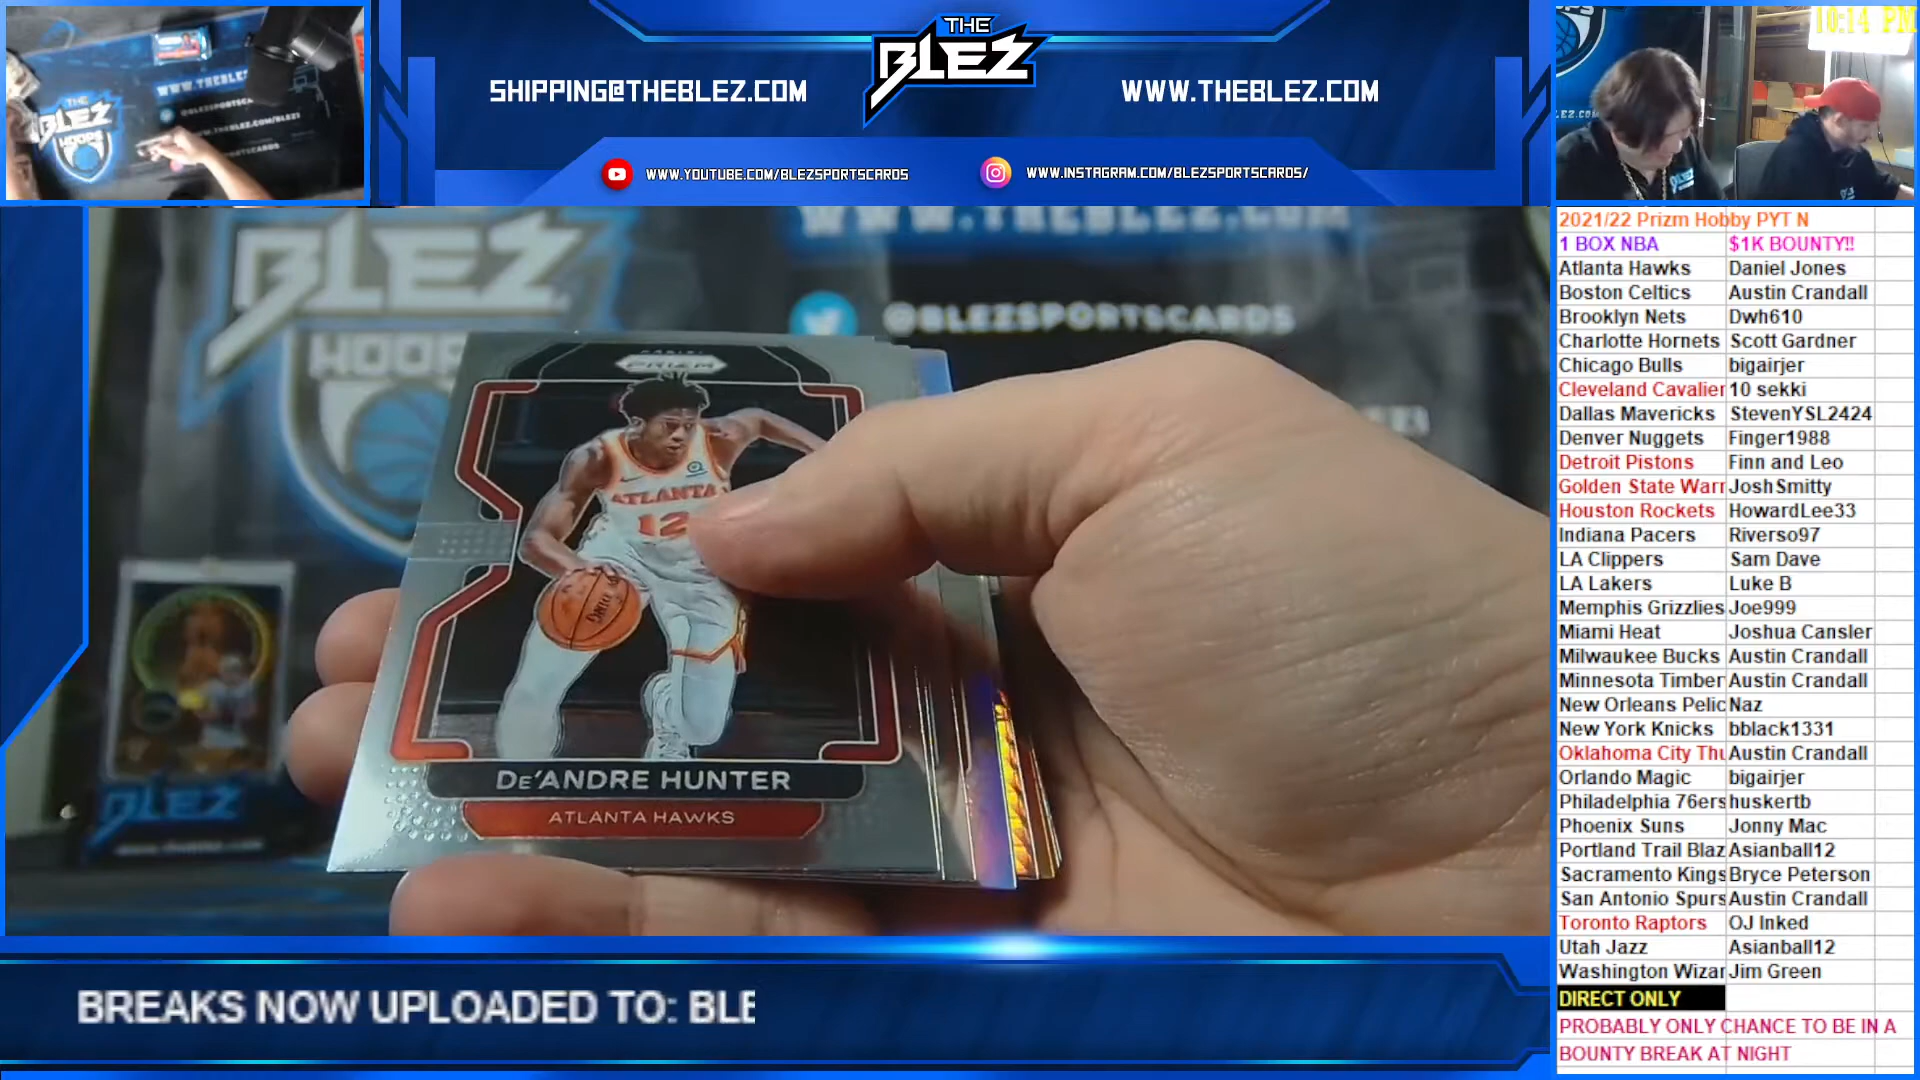 THE
BLEZ
SHIPPING@THEBLEZ.COM
WWW.THEBLEZ.COM
WWW.YOUTUBE.COM/BLEZSPORTSCARDS
WWW.INSTAGRAM.COM/BLEZSPORTSCARDS/
10:14 PM
THE
BLEZ
HOOPS
BLEZ
HOOP
WWW.THEBLEZ.COM
@BLEZSPORTSCARDS
PRIZM
ATLANTA
12
DE'ANDRE HUNTER
ATLANTA HAWKS
BLEZ
BREAKS NOW UPLOADED TO: BLE
2021/22 Prizm Hobby PYT N
1 BOX NBA $1K BOUNTY!!
Atlanta Hawks Daniel Jones
Boston Celtics Austin Crandall
Brooklyn Nets Dwh610
Charlotte Hornets Scott Gardner
Chicago Bulls bigairjer
Cleveland Cavalier 10 sekki
Dallas Mavericks StevenYSL2424
Denver Nuggets Finger1988
Detroit Pistons Finn and Leo
Golden State Warr JoshSmitty
Houston Rockets HowardLee33
Indiana Pacers Riverso97
LA Clippers Sam Dave
LA Lakers Luke B
Memphis Grizzlies Joe999
Miami Heat Joshua Cansler
Milwaukee Bucks Austin Crandall
Minnesota Timber Austin Crandall
New Orleans Pelic Naz
New York Knicks bblack1331
Oklahoma City Thu Austin Crandall
Orlando Magic bigairjer
Philadelphia 76ers huskertb
Phoenix Suns Jonny Mac
Portland Trail Blaz Asianball12
Sacramento Kings Bryce Peterson
San Antonio Spurs Austin Crandall
Toronto Raptors OJ Inked
Utah Jazz Asianball12
Washington Wizar Jim Green
DIRECT ONLY
PROBABLY ONLY CHANCE TO BE IN A
BOUNTY BREAK AT NIGHT